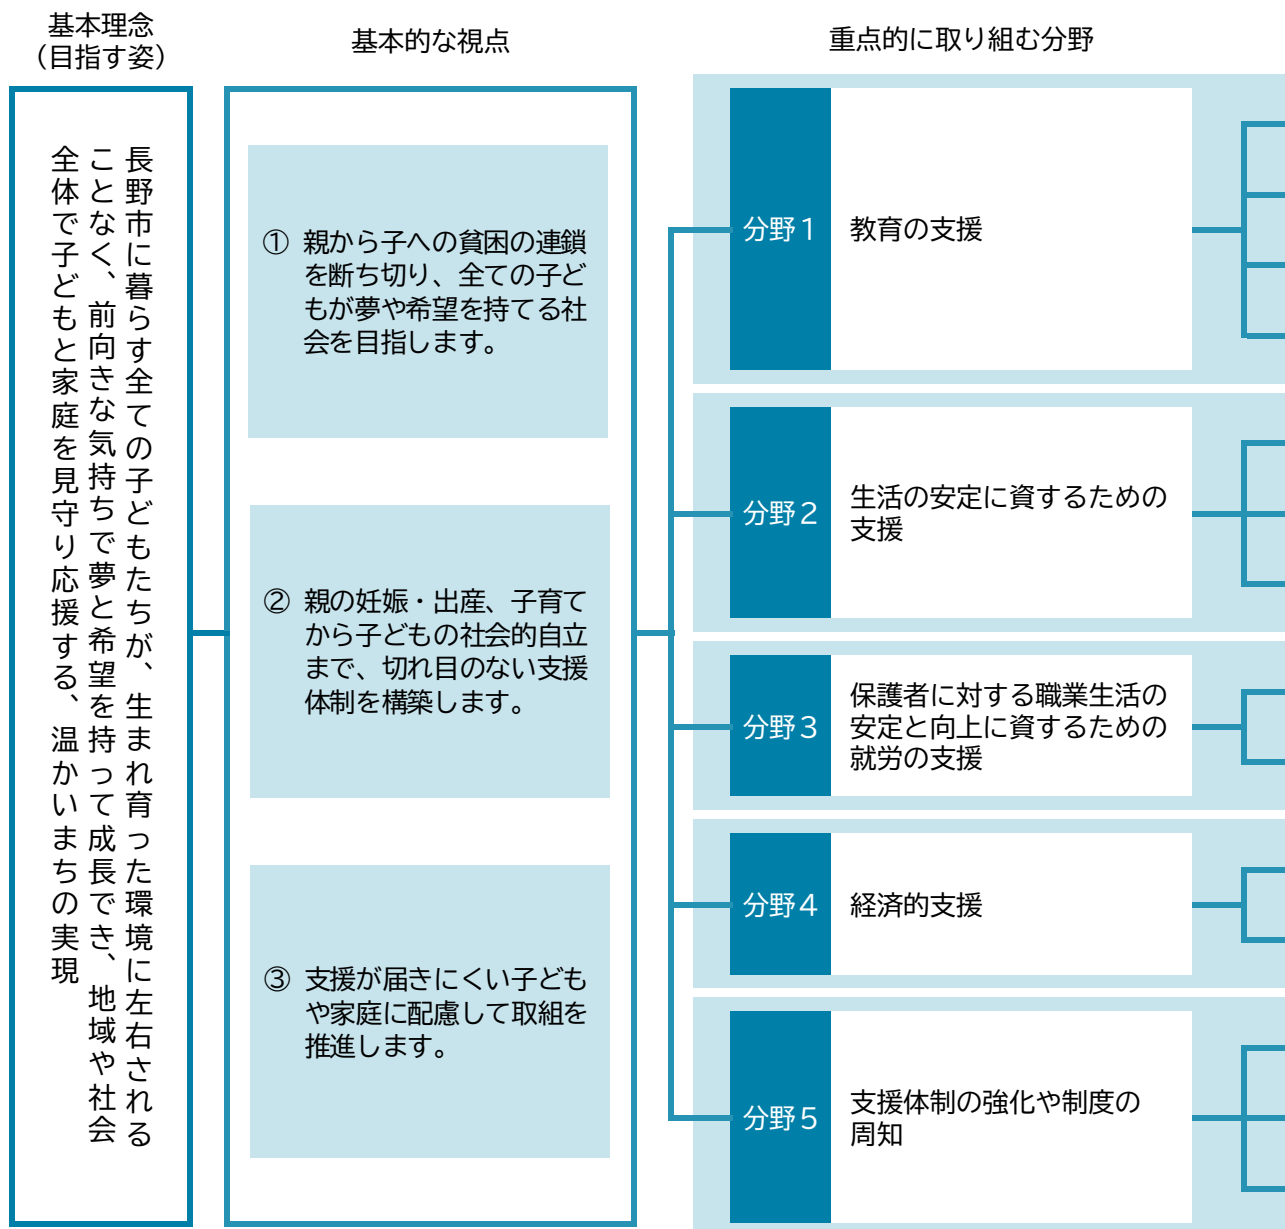 基本理念
（目指す姿）
基本的な視点
重点的に取り組む分野
長野市に暮らす全ての子どもたちが、生まれ育った環境に左右される
ことなく、前向きな気持ちで夢と希望を持って成長でき、地域や社会
全体で子どもと家庭を見守り応援する、温かいまちの実現
① 親から子への貧困の連鎖
を断ち切り、全ての子ど
もが夢や希望を持てる社
会を目指します。
② 親の妊娠・出産、子育て
から子どもの社会的自立
まで、切れ目のない支援
体制を構築します。
③ 支援が届きにくい子ども
や家庭に配慮して取組を
推進します。
分野１ 教育の支援
分野２ 生活の安定に資するための
支援
分野３ 保護者に対する職業生活の
安定と向上に資するための
就労の支援
分野４ 経済的支援
分野５ 支援体制の強化や制度の
周知